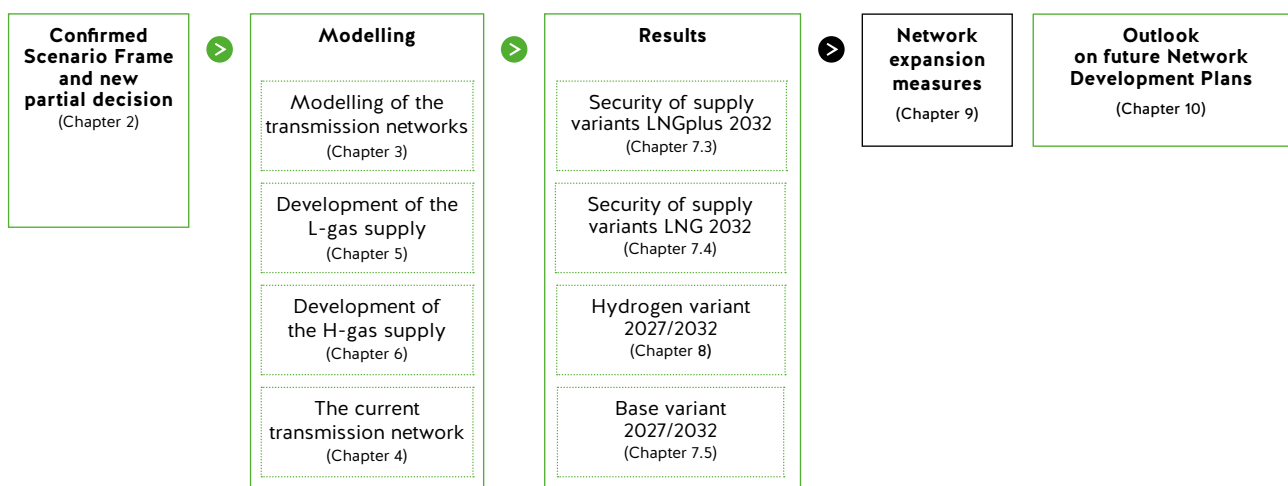 Confirmed
Scenario Frame
and new
partial decision
(Chapter 2)
Modelling
Modelling of the
transmission networks
(Chapter 3)
Development of the
L-gas supply
(Chapter 5)
Development of
the H-gas supply
(Chapter 6)
The current
transmission network
(Chapter 4)
Results
Security of supply
variants LNGplus 2032
(Chapter 7.3)
Security of supply
variants LNG 2032
(Chapter 7.4)
Hydrogen variant
2027/2032
(Chapter 8)
Base variant
2027/2032
(Chapter 7.5)
Network
expansion
measures
(Chapter 9)
Outlook
on future Network
Development Plans
(Chapter 10)